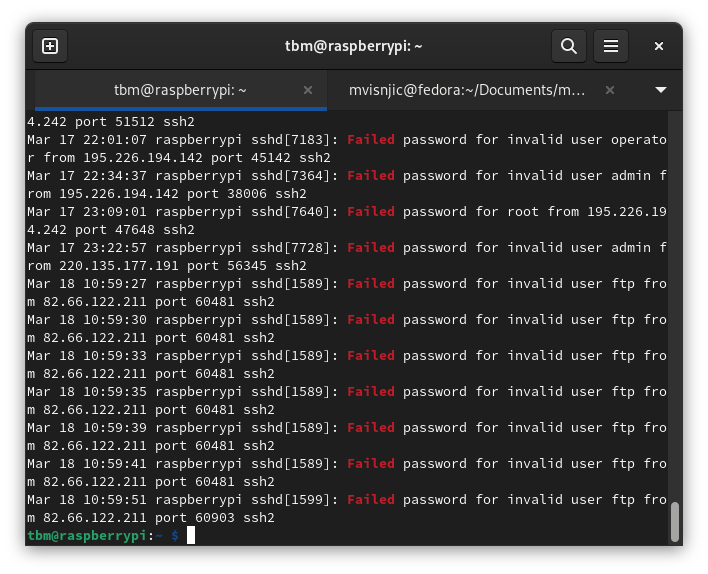 tbm@raspberrypi: ~
tbm@raspberrypi: ~
mvisnjic@fedora:~/Documents/m...
4.242 port 51512 ssh2
Mar 17 22:01:07 raspberrypi sshd[7183]: Failed password for invalid user operato
r from 195.226.194.142 port 45142 ssh2
Mar 17 22:34:37 raspberrypi sshd[7364]: Failed password for invalid user admin f
rom 195.226.194.142 port 38006 ssh2
Mar 17 23:09:01 raspberrypi sshd[7640]: Failed password for root from 195.226.19
4.242 port 47648 ssh2
Mar 17 23:22:57 raspberrypi sshd[7728]: Failed password for invalid user admin f
rom 220.135.177.191 port 56345 ssh2
Mar 18 10:59:27 raspberrypi sshd[1589]: Failed password for invalid user ftp fro
m 82.66.122.211 port 60481 ssh2
Mar 18 10:59:30 raspberrypi sshd[1589]: Failed password for invalid user ftp fro
m 82.66.122.211 port 60481 ssh2
Mar 18 10:59:33 raspberrypi sshd[1589]: Failed password for invalid user ftp fro
m 82.66.122.211 port 60481 ssh2
Mar 18 10:59:35 raspberrypi sshd[1589]: Failed password for invalid user ftp fro
m 82.66.122.211 port 60481 ssh2
Mar 18 10:59:39 raspberrypi sshd[1589]: Failed password for invalid user ftp fro
m 82.66.122.211 port 60481 ssh2
Mar 18 10:59:41 raspberrypi sshd[1589]: Failed password for invalid user ftp fro
m 82.66.122.211 port 60481 ssh2
Mar 18 10:59:51 raspberrypi sshd[1599]: Failed password for invalid user ftp fro
m 82.66.122.211 port 60903 ssh2
tbm@raspberrypi:~ $